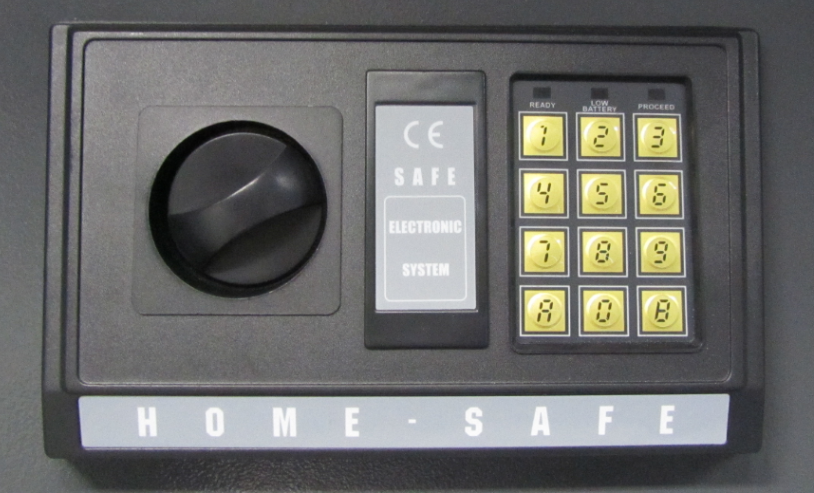 CE
SAFE
ELECTRONIC
SYSTEM
READY LOW BATTERY PROCEED
1 2 3
4 5 6
7 8 9
A 0 B
HOME-SAFE